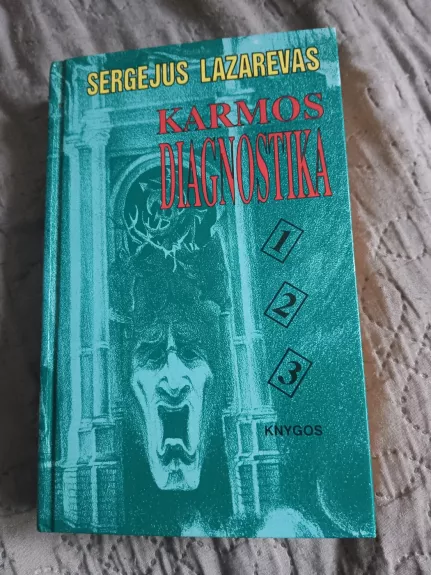 SERGEJUS LAZAREVAS
KARMOS
DIAGNOSTIKA
1
2
3
KNYGOS